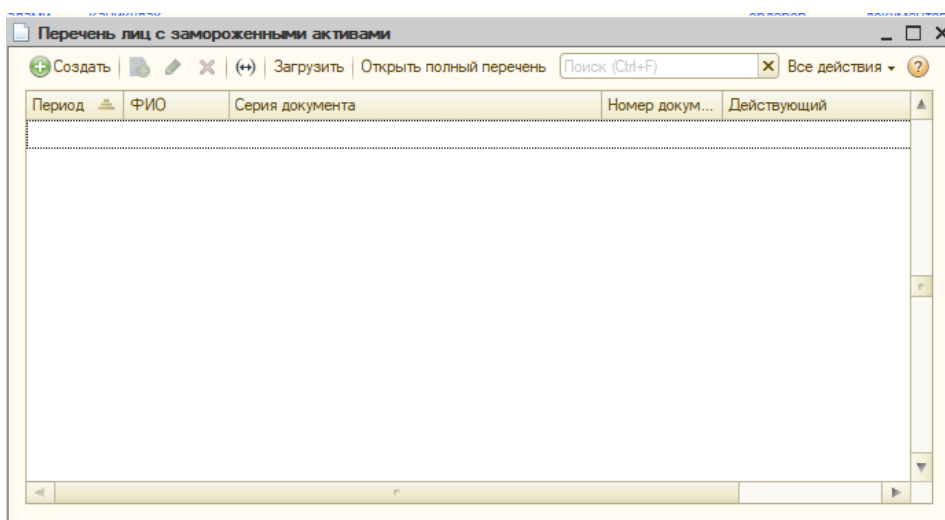 Перечень лиц с замороженными активами
Создать Загрузить Открыть полный перечень Поиск (Ctrl+F) Все действия
Период ФИО Серия документа Номер докум... Действующий